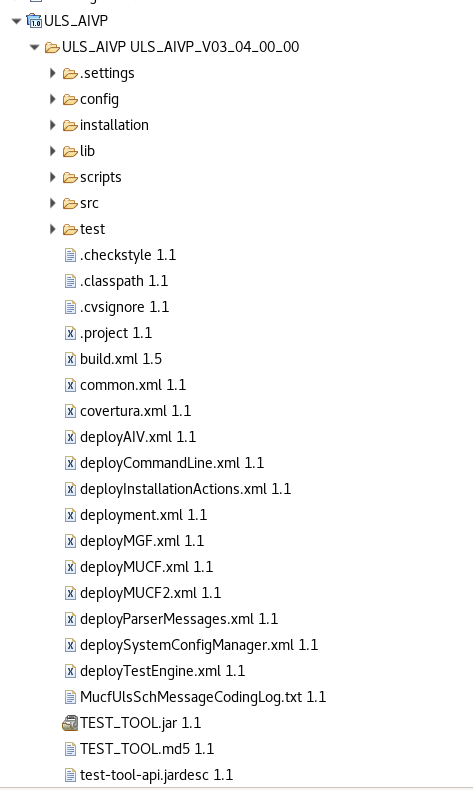 ULS_AIVP
ULS_AIVP ULS_AIVP_V03_04_00_00
.settings
config
installation
lib
scripts
src
test
.checkstyle 1.1
.classpath 1.1
.cvsignore 1.1
.project 1.1
build.xml 1.5
common.xml 1.1
covertura.xml 1.1
deployAIV.xml 1.1
deployCommandLine.xml 1.1
deployInstallationActions.xml 1.1
deployment.xml 1.1
deployMGF.xml 1.1
deployMUCF.xml 1.1
deployMUCF2.xml 1.1
deployParserMessages.xml 1.1
deploySystemConfigManager.xml 1.1
deployTestEngine.xml 1.1
MucfUlsSchMessageCodingLog.txt 1.1
TEST_TOOL.jar 1.1
TEST_TOOL.md5 1.1
test-tool-api.jardesc 1.1